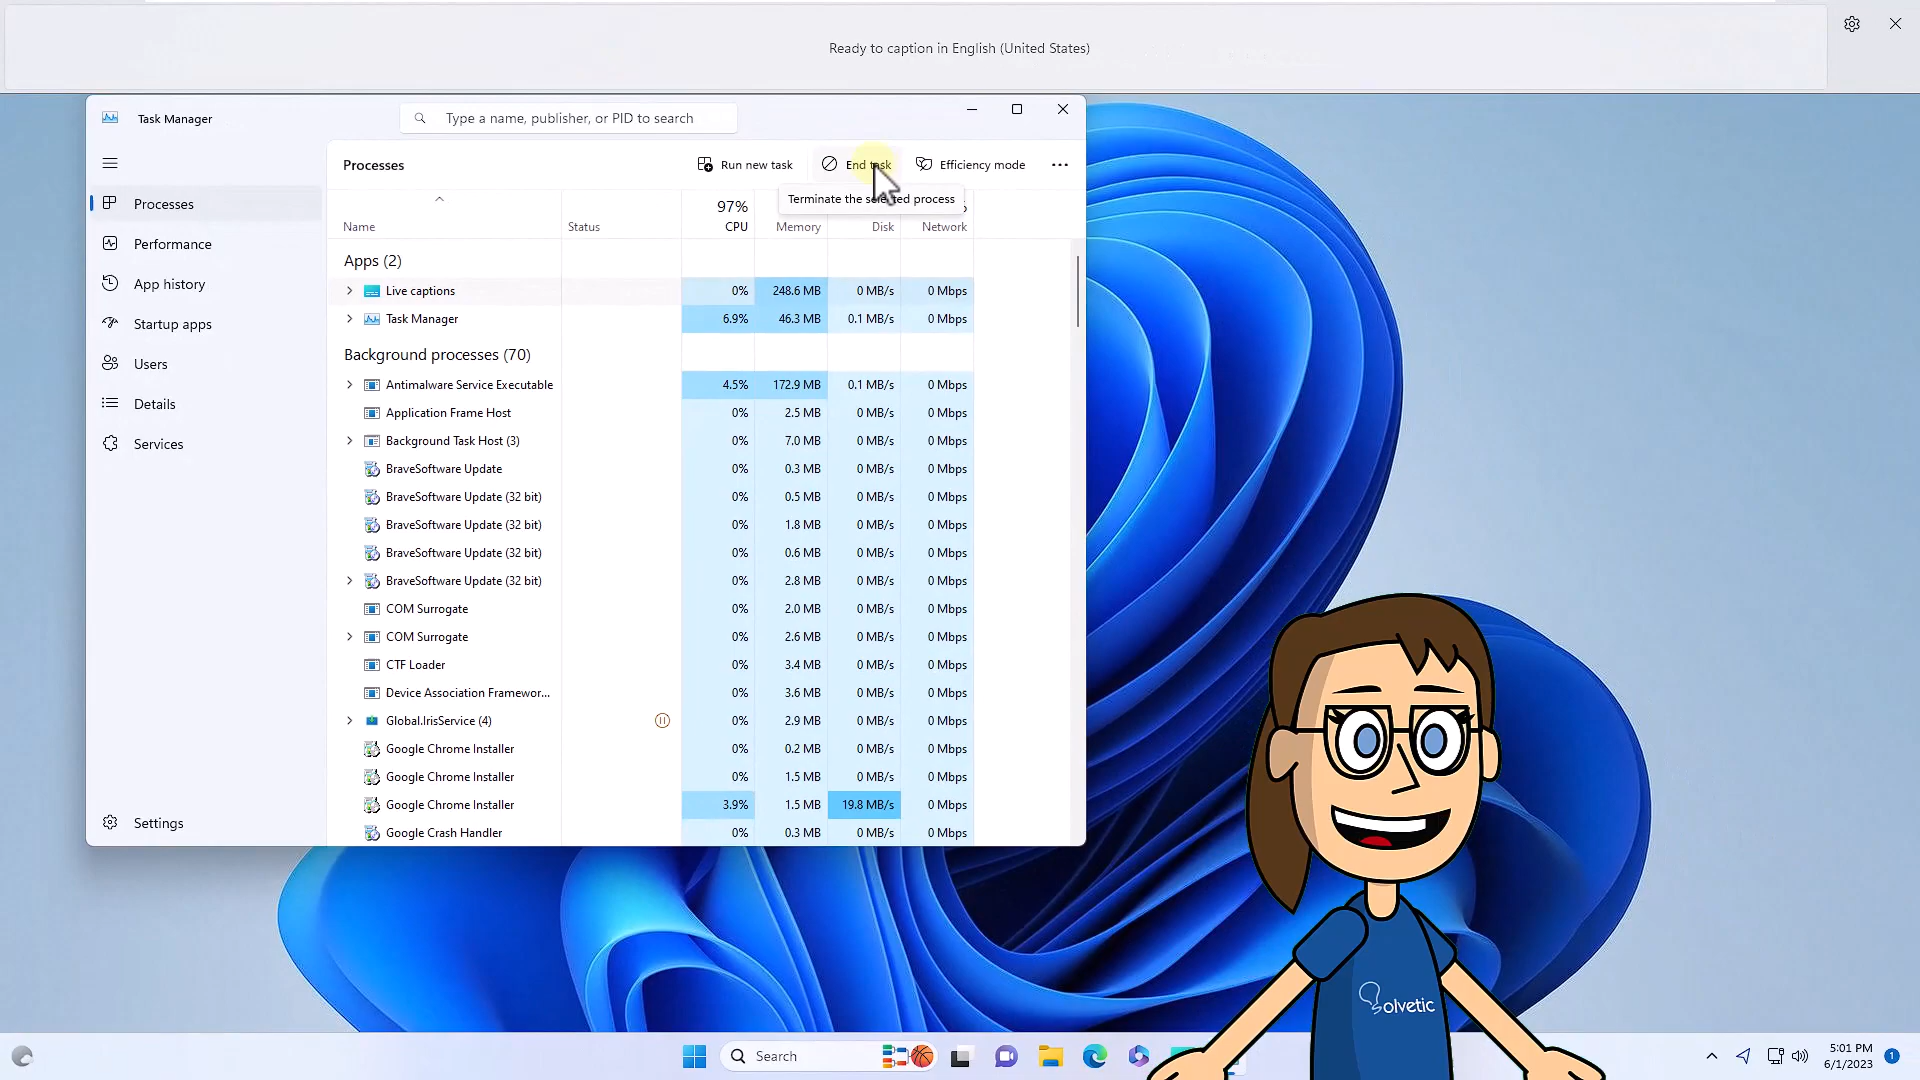 Ready to caption in English (United States)
Task Manager
Type a name, publisher, or PID to search
Processes
Run new task
End task
Efficiency mode
Terminate the selected process
Processes
Performance
App history
Startup apps
Users
Details
Services
Settings
97%
Name Status CPU Memory Disk Network
Apps (2)
Live captions 0% 248.6 MB 0 MB/s 0 Mbps
Task Manager 6.9% 46.3 MB 0.1 MB/s 0 Mbps
Background processes (70)
Antimalware Service Executable 4.5% 172.9 MB 0.1 MB/s 0 Mbps
Application Frame Host 0% 2.5 MB 0 MB/s 0 Mbps
Background Task Host (3) 0% 7.0 MB 0 MB/s 0 Mbps
BraveSoftware Update 0% 0.3 MB 0 MB/s 0 Mbps
BraveSoftware Update (32 bit) 0% 0.5 MB 0 MB/s 0 Mbps
BraveSoftware Update (32 bit) 0% 1.8 MB 0 MB/s 0 Mbps
BraveSoftware Update (32 bit) 0% 0.6 MB 0 MB/s 0 Mbps
BraveSoftware Update (32 bit) 0% 2.8 MB 0 MB/s 0 Mbps
COM Surrogate 0% 2.0 MB 0 MB/s 0 Mbps
COM Surrogate 0% 2.6 MB 0 MB/s 0 Mbps
CTF Loader 0% 3.4 MB 0 MB/s 0 Mbps
Device Association Framewor... 0% 3.6 MB 0 MB/s 0 Mbps
Global.IrisService (4) 0% 2.9 MB 0 MB/s 0 Mbps
Google Chrome Installer 0% 0.2 MB 0 MB/s 0 Mbps
Google Chrome Installer 0% 1.5 MB 0 MB/s 0 Mbps
Google Chrome Installer 3.9% 1.5 MB 19.8 MB/s 0 Mbps
Google Crash Handler 0% 0.3 MB 0 MB/s 0 Mbps
Solvetic
Search
5:01 PM
6/1/2023
1